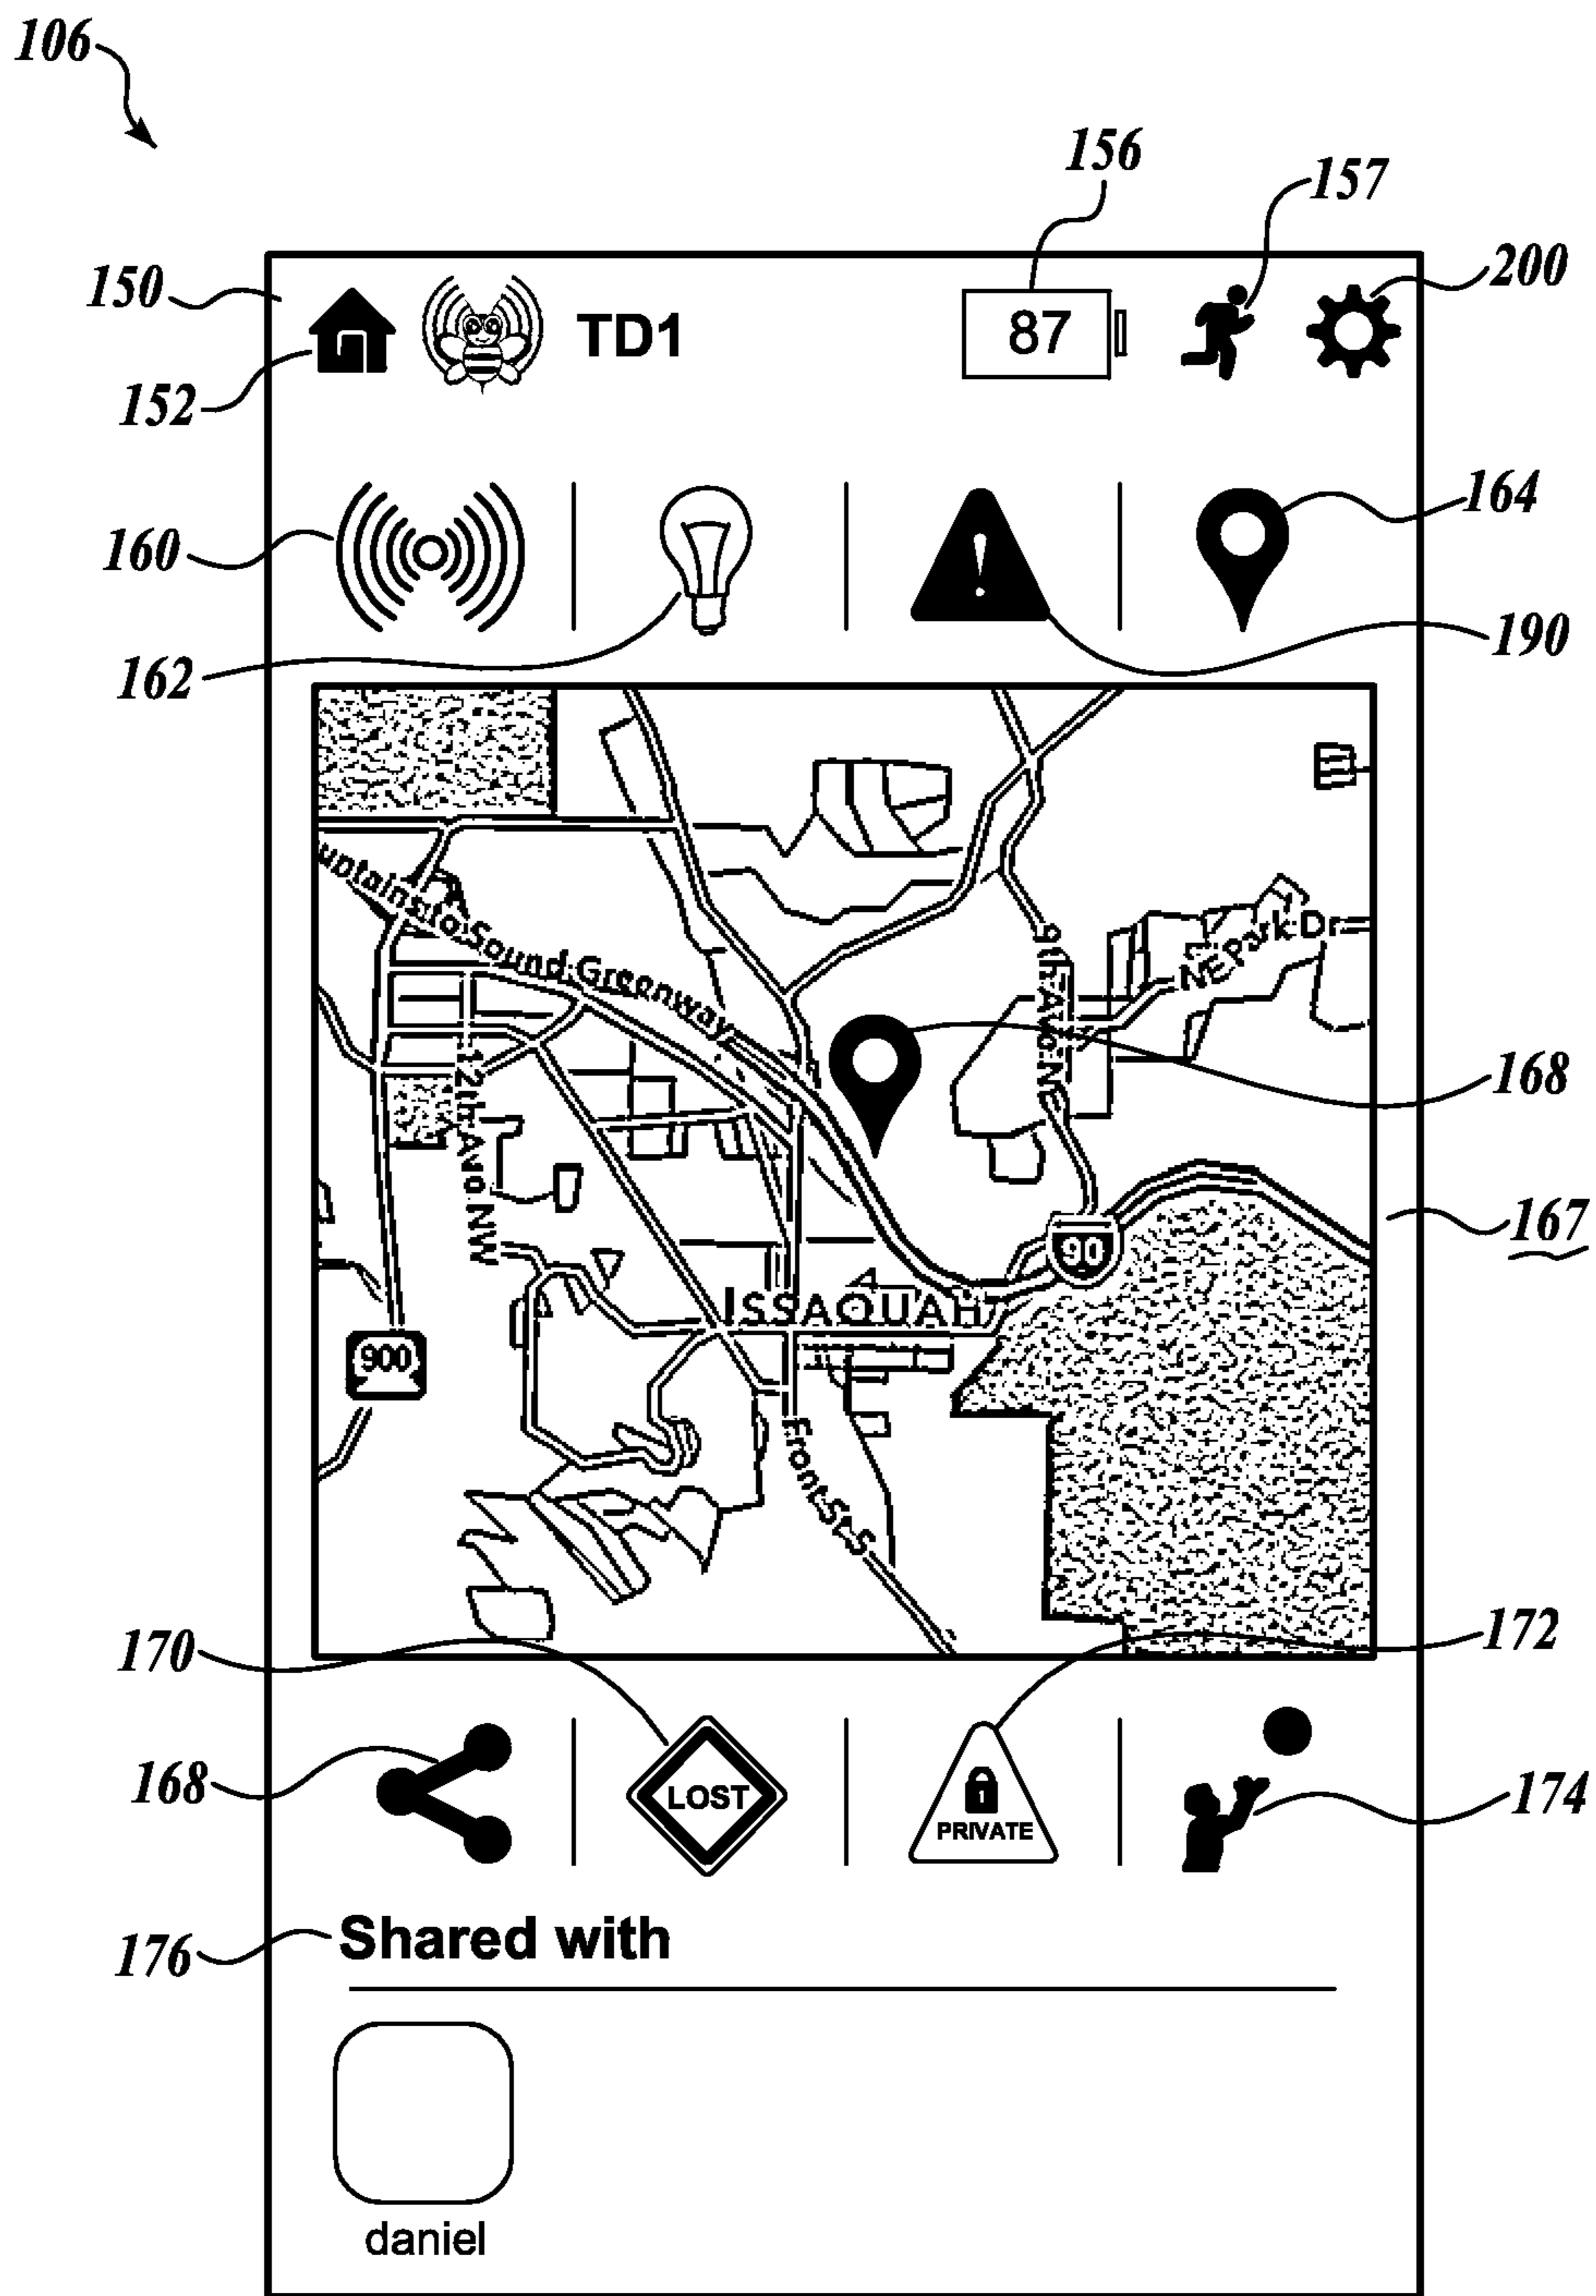 106
156
157
150
TD1
87
200
152
160
164
162
!
190
uptains to Sound Greenway
9th Ave NE
NE Park Dr
168
12th Ave NW
167
90
ISSAQUAH
900
Front St S
170
172
168
LOST
PRIVATE
174
176
Shared with
daniel